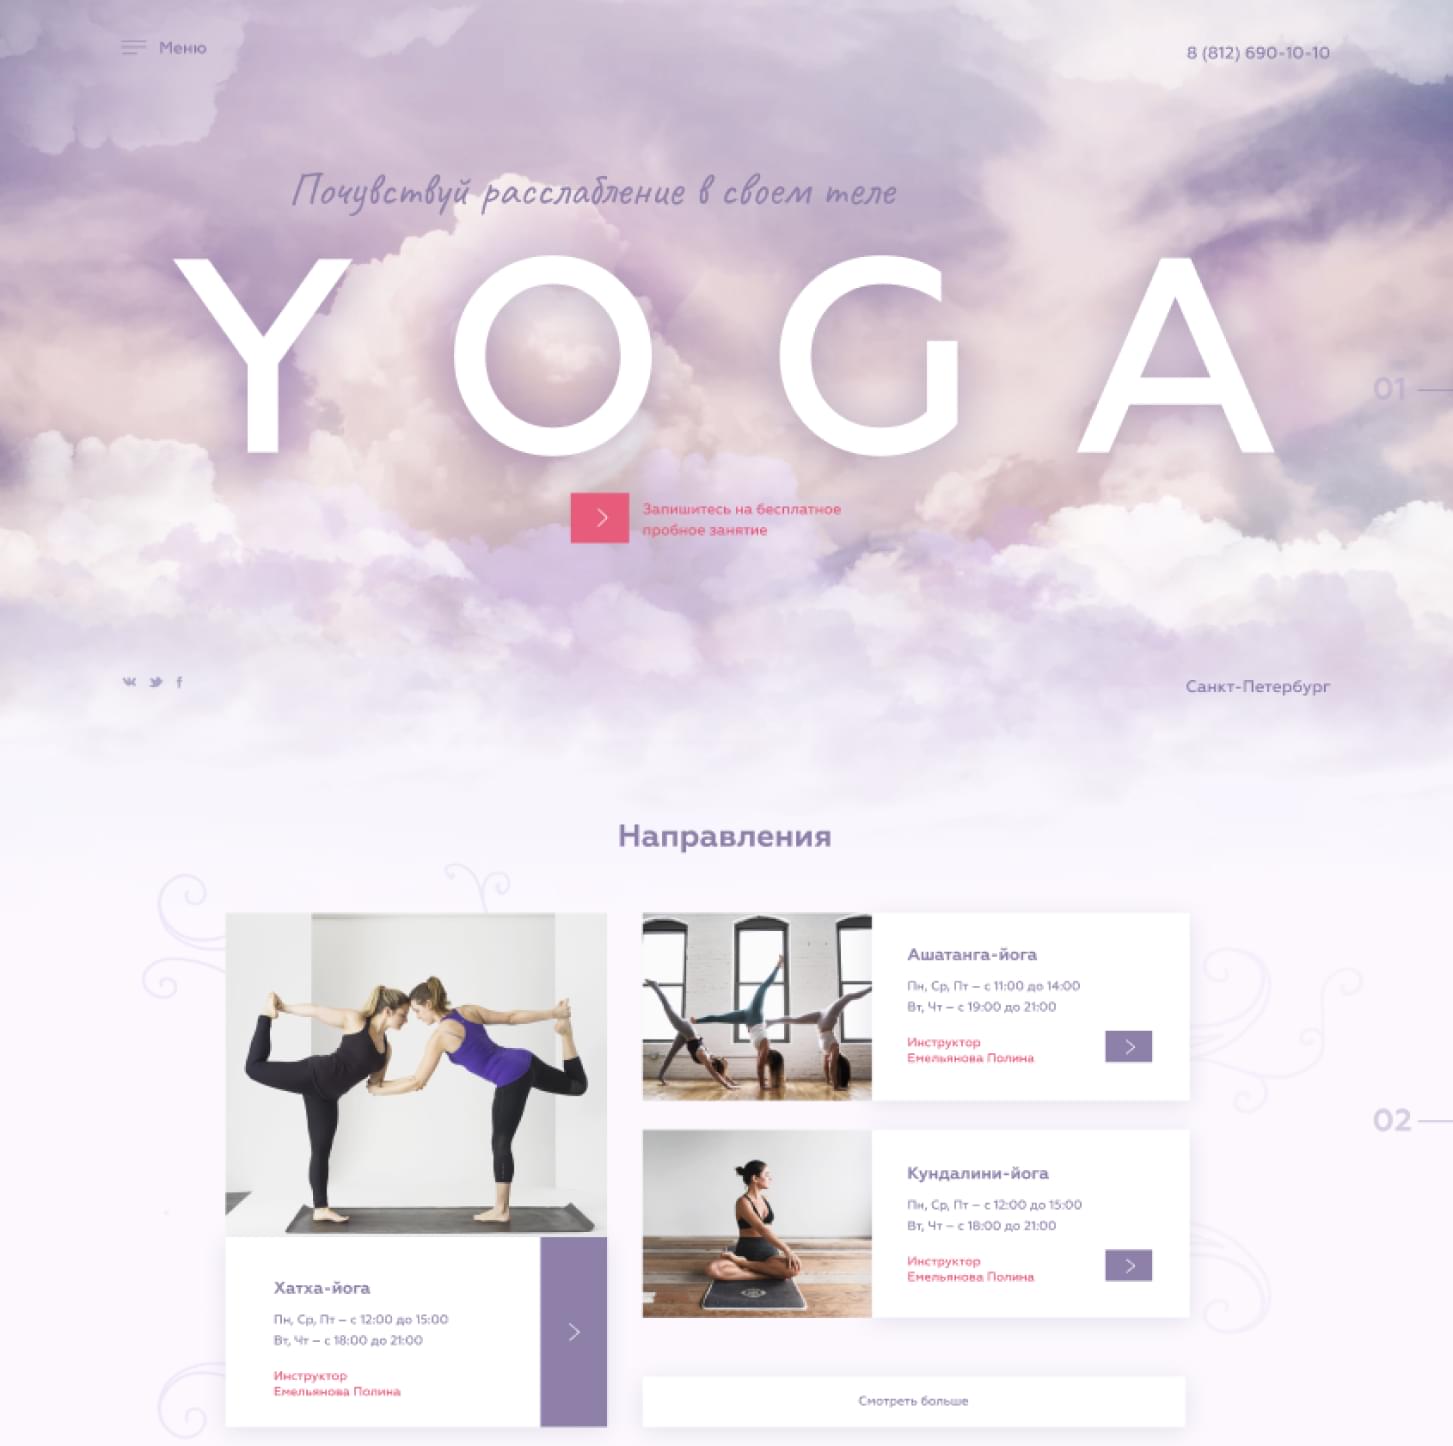 Меню
8 (812) 690-10-10
Почувствуй расслабление в своем теле
YOGA
01
Запишитесь на бесплатное
пробное занятие
Санкт-Петербург
Направления
Хатха-йога
Пн, Ср, Пт – с 12:00 до 15:00
Вт, Чт – с 18:00 до 21:00
Инструктор
Емельянова Полина
Ашатанга-йога
Пн, Ср, Пт – с 11:00 до 14:00
Вт, Чт – с 19:00 до 21:00
Инструктор
Емельянова Полина
02
Кундалини-йога
Пн, Ср, Пт – с 12:00 до 15:00
Вт, Чт – с 18:00 до 21:00
Инструктор
Емельянова Полина
Смотреть больше